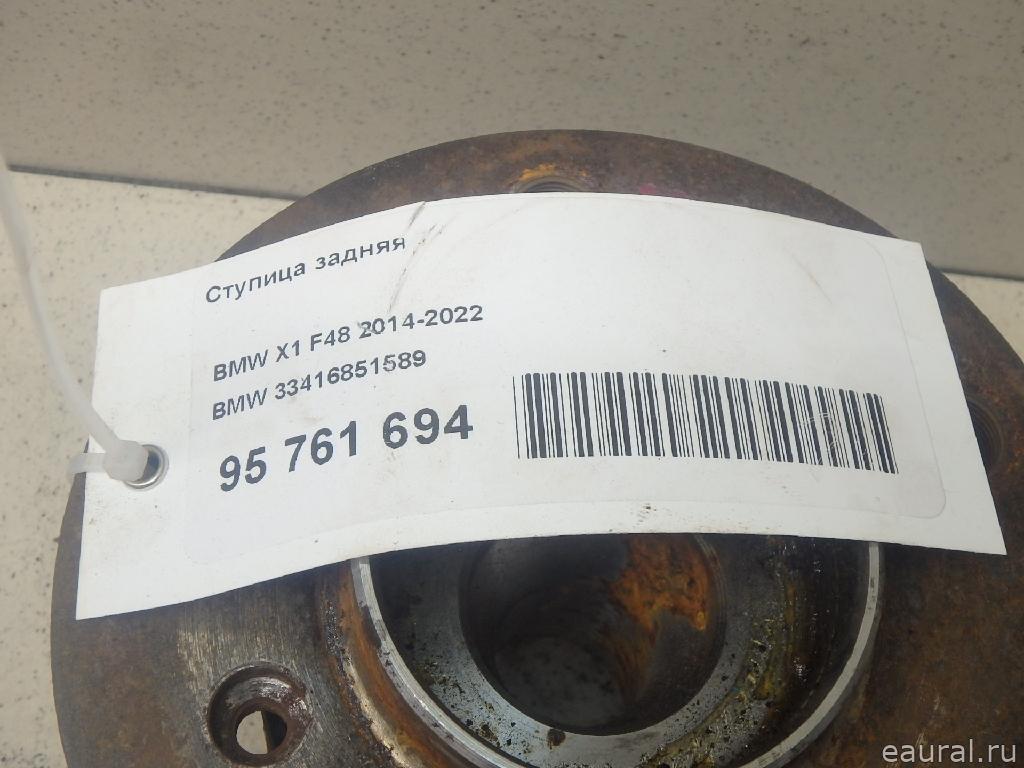 Ступица задняя
BMW X1 F48 2014-2022
BMW 33416851589
95 761 694
eaural.ru